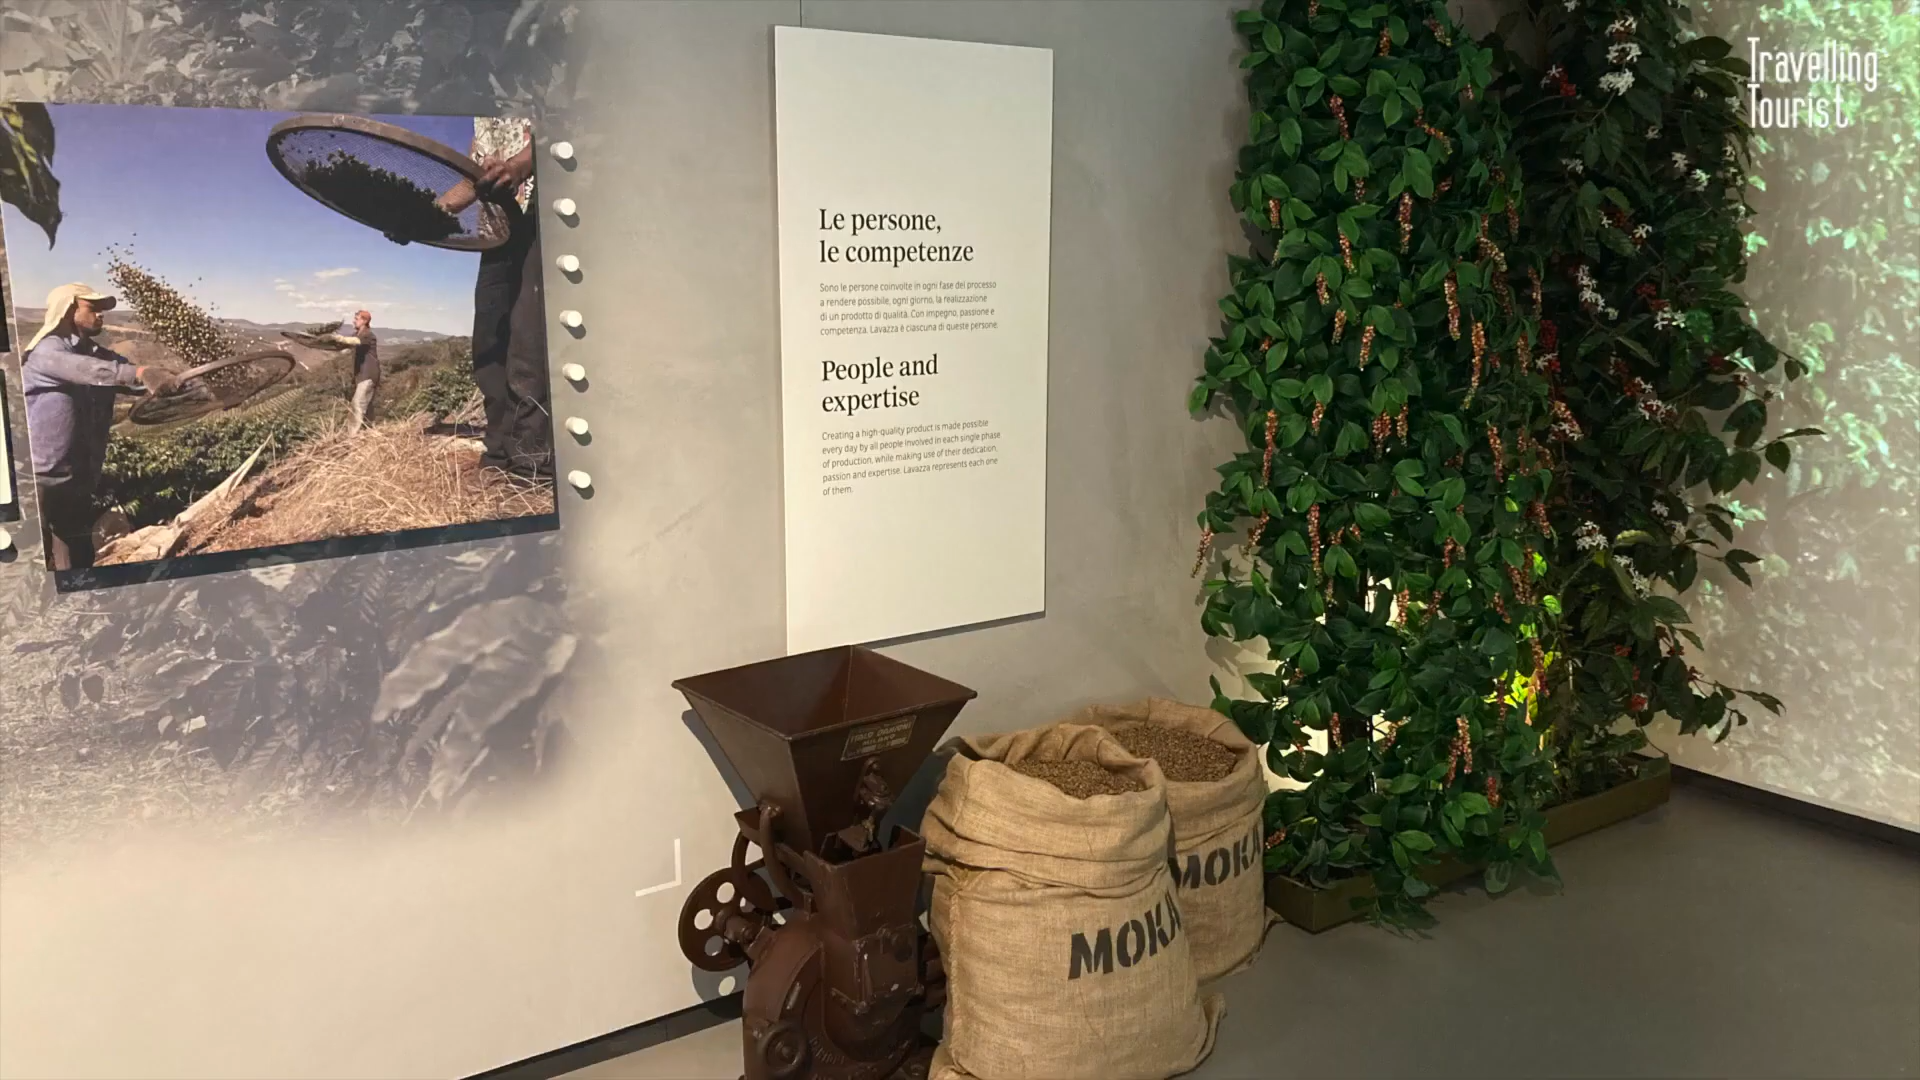 Travelling
Tourist
Le persone,
le competenze
Sono le persone coinvolte in ogni fase del processo
a rendere possibile, ogni giorno, la realizzazione
di un prodotto di qualità. Con impegno, passione e
competenza. Lavazza è ciascuna di queste persone.
People and
expertise
Creating a high-quality product is made possible
every day by all people involved in each single phase
of production, while making use of their dedication,
passion and expertise. Lavazza represents each one
of them.
MILANO
MOKA
MOKA